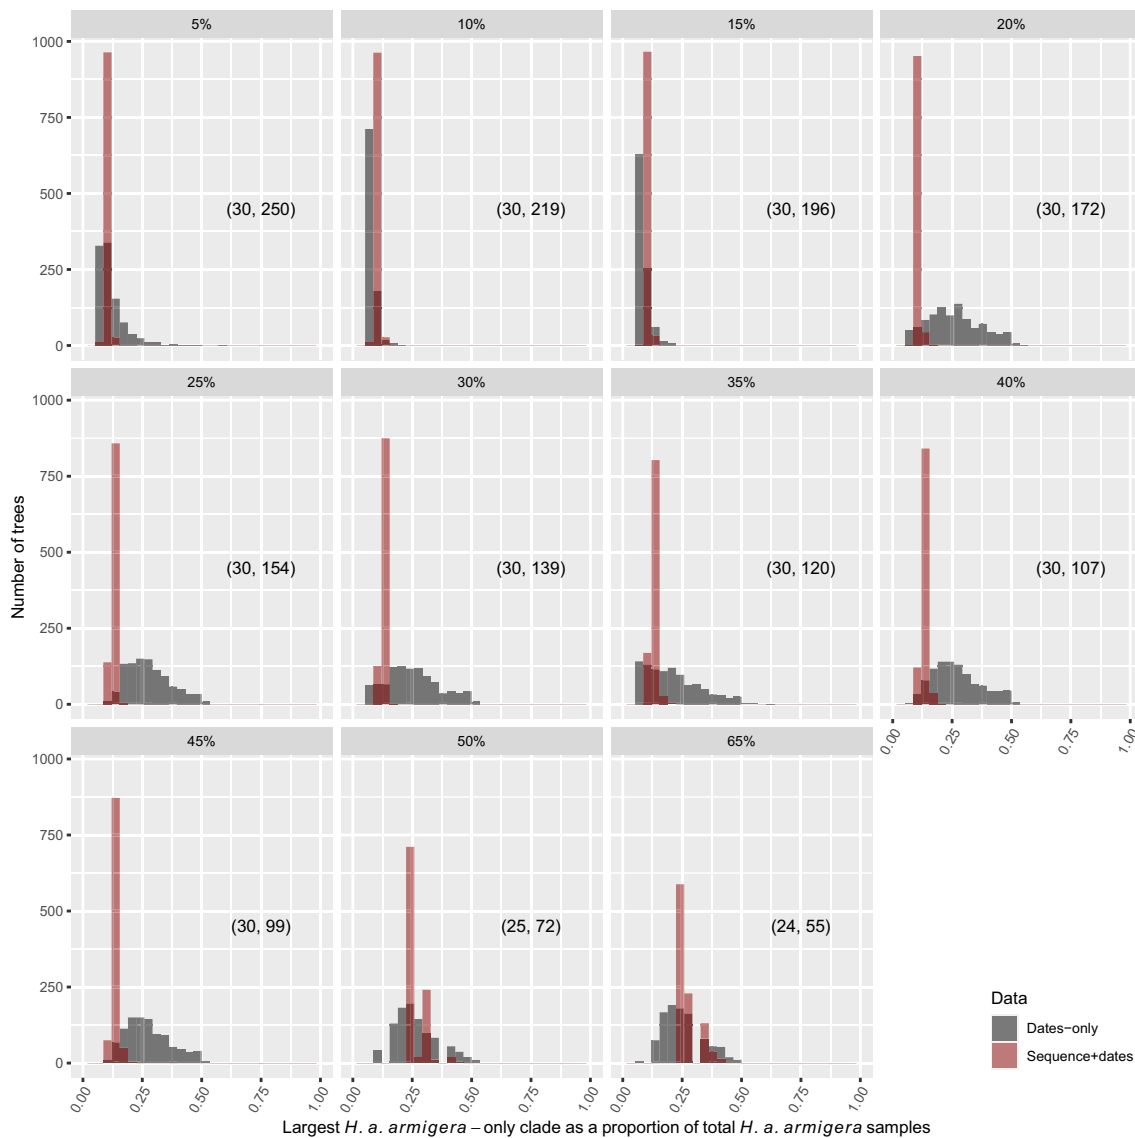 5% 10% 15% 20%
1000
750
500
250
0
(30, 250) (30, 219) (30, 196) (30, 172)
25% 30% 35% 40%
1000
750
500
250
0
(30, 154) (30, 139) (30, 120) (30, 107)
0.00 0.25 0.50 0.75 1.00
45% 50% 65%
1000
750
500
250
0
(30, 99) (25, 72) (24, 55)
0.00 0.25 0.50 0.75 1.00 0.00 0.25 0.50 0.75 1.00 0.00 0.25 0.50 0.75 1.00
Number of trees
Largest H. a. armigera – only clade as a proportion of total H. a. armigera samples
Data
Dates−only
Sequence+dates